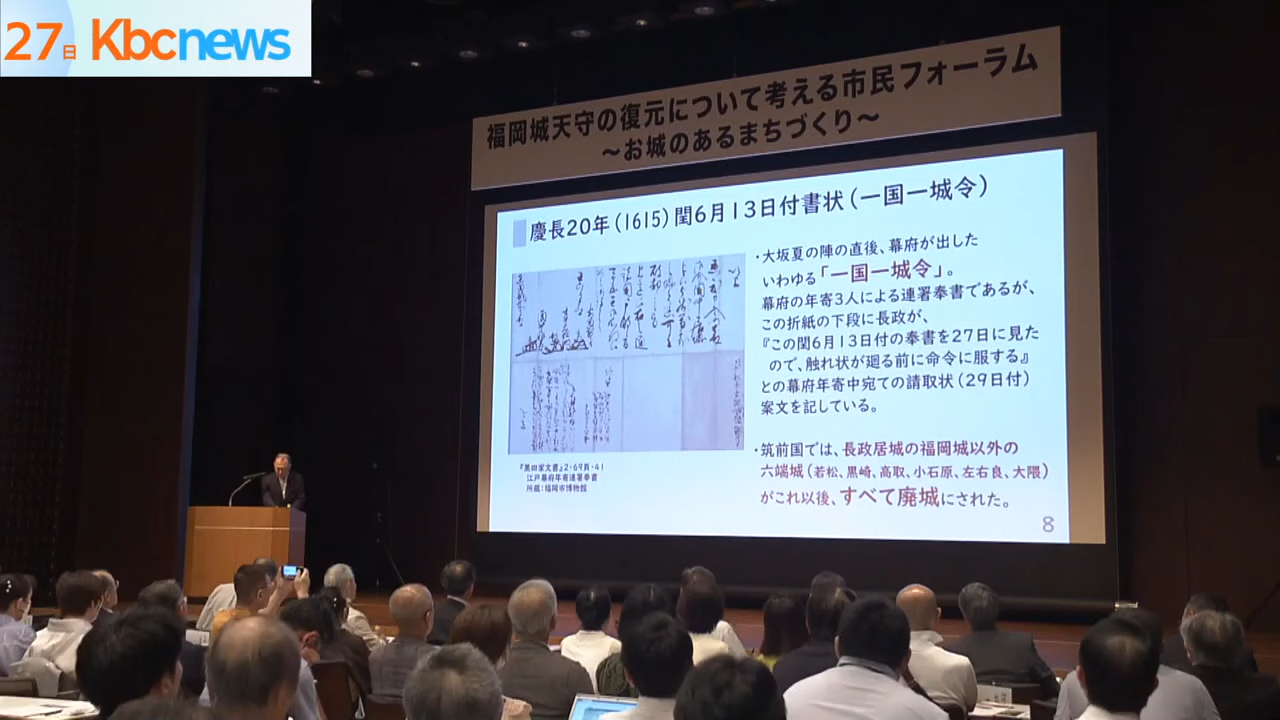 27日 Kbcnews
福岡城天守の復元について考える市民フォーラム
～お城のあるまちづくり～
慶長20年(1615)閏6月13日付書状(一国一城令)
・大坂夏の陣の直後、幕府が出した
いわゆる「一国一城令」。
幕府の年寄3人による連署奉書であるが、
この折紙の下段に長政が、
『この閏6月13日付の奉書を27日に見た
ので、触れ状が廻る前に命令に服する』
との幕府年寄中宛ての請取状(29日付)
案文を記している。
・筑前国では、長政居城の福岡城以外の
六端城(若松、黒崎、高取、小石原、左右良、大隈)
がこれ以後、すべて廃城にされた。
『黒田家文書』2・69頁・41
江戸幕府年寄連署奉書
所蔵:福岡市博物館
8